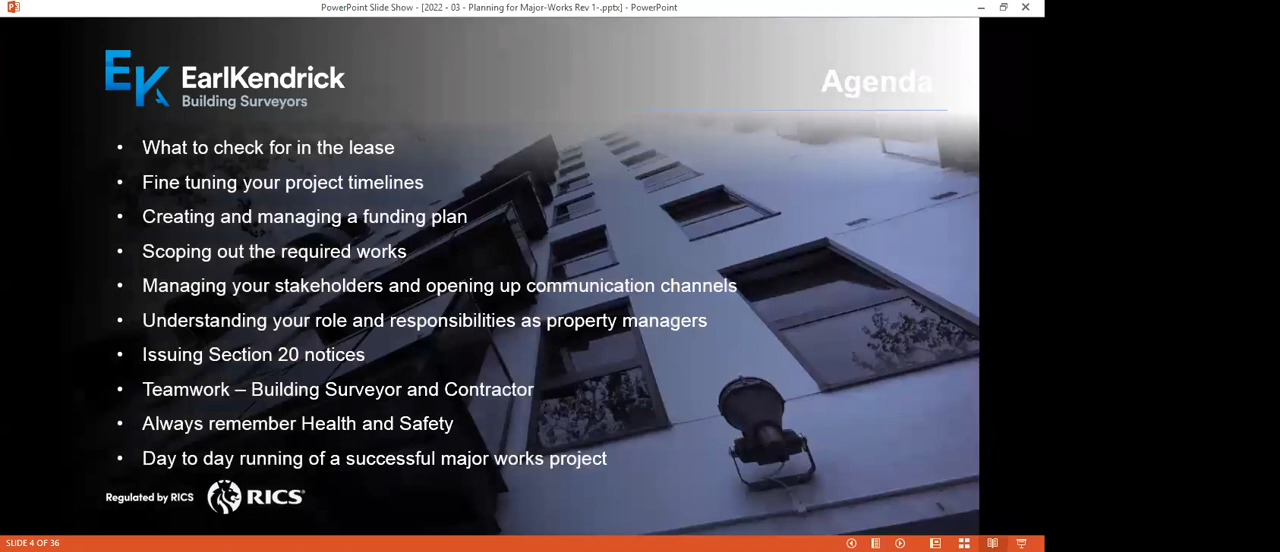 PowerPoint Slide Show - [2022 - 03 - Planning for Major-Works Rev 1-.pptx] - PowerPoint
EK EarlKendrick
Building Surveyors
Agenda
• What to check for in the lease
• Fine tuning your project timelines
• Creating and managing a funding plan
• Scoping out the required works
• Managing your stakeholders and opening up communication channels
• Understanding your role and responsibilities as property managers
• Issuing Section 20 notices
• Teamwork – Building Surveyor and Contractor
• Always remember Health and Safety
• Day to day running of a successful major works project
Regulated by RICS RICS®
SLIDE 4 OF 36